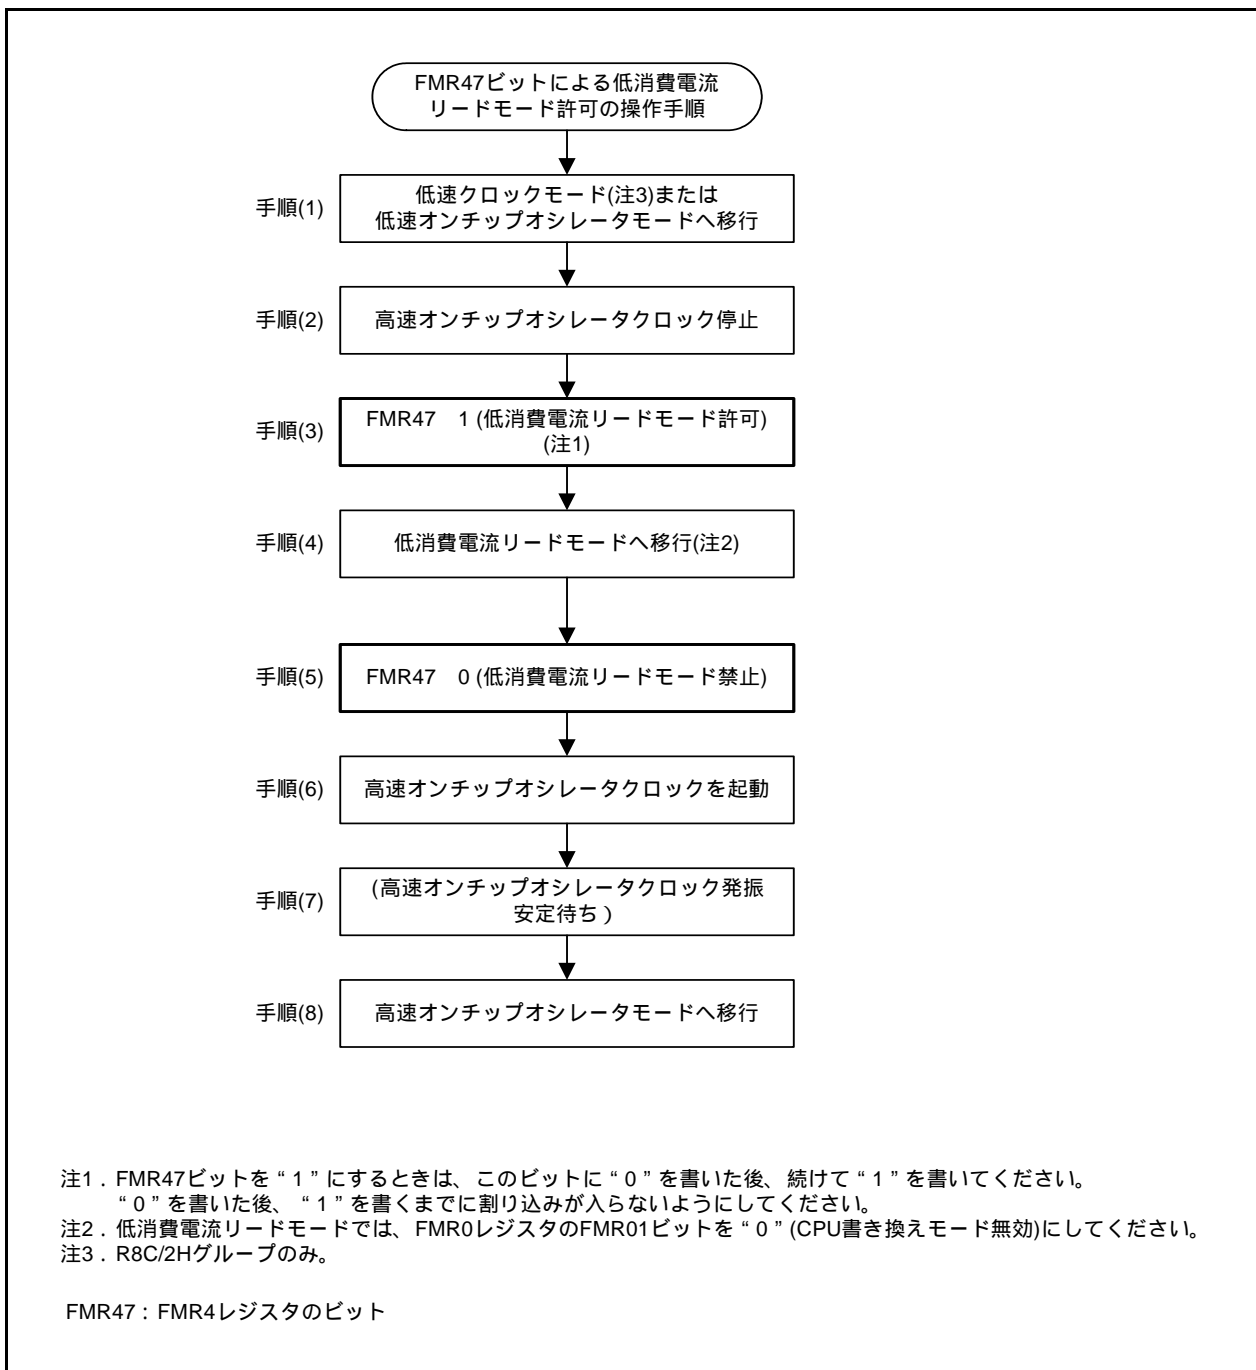 FMR47ビットによる低消費電流
リードモード許可の操作手順
手順(1)
低速クロックモード(注3)または
低速オンチップオシレータモードへ移行
手順(2)
高速オンチップオシレータクロック停止
手順(3)
FMR47　1 (低消費電流リードモード許可)
(注1)
手順(4)
低消費電流リードモードへ移行(注2)
手順(5)
FMR47　0 (低消費電流リードモード禁止)
手順(6)
高速オンチップオシレータクロックを起動
手順(7)
(高速オンチップオシレータクロック発振
安定待ち）
手順(8)
高速オンチップオシレータモードへ移行
注1．FMR47ビットを“1”にするときは、このビットに“0”を書いた後、続けて“1”を書いてください。
“0”を書いた後、“1”を書くまでに割り込みが入らないようにしてください。
注2．低消費電流リードモードでは、FMR0レジスタのFMR01ビットを“0”(CPU書き換えモード無効)にしてください。
注3．R8C/2Hグループのみ。
FMR47：FMR4レジスタのビット